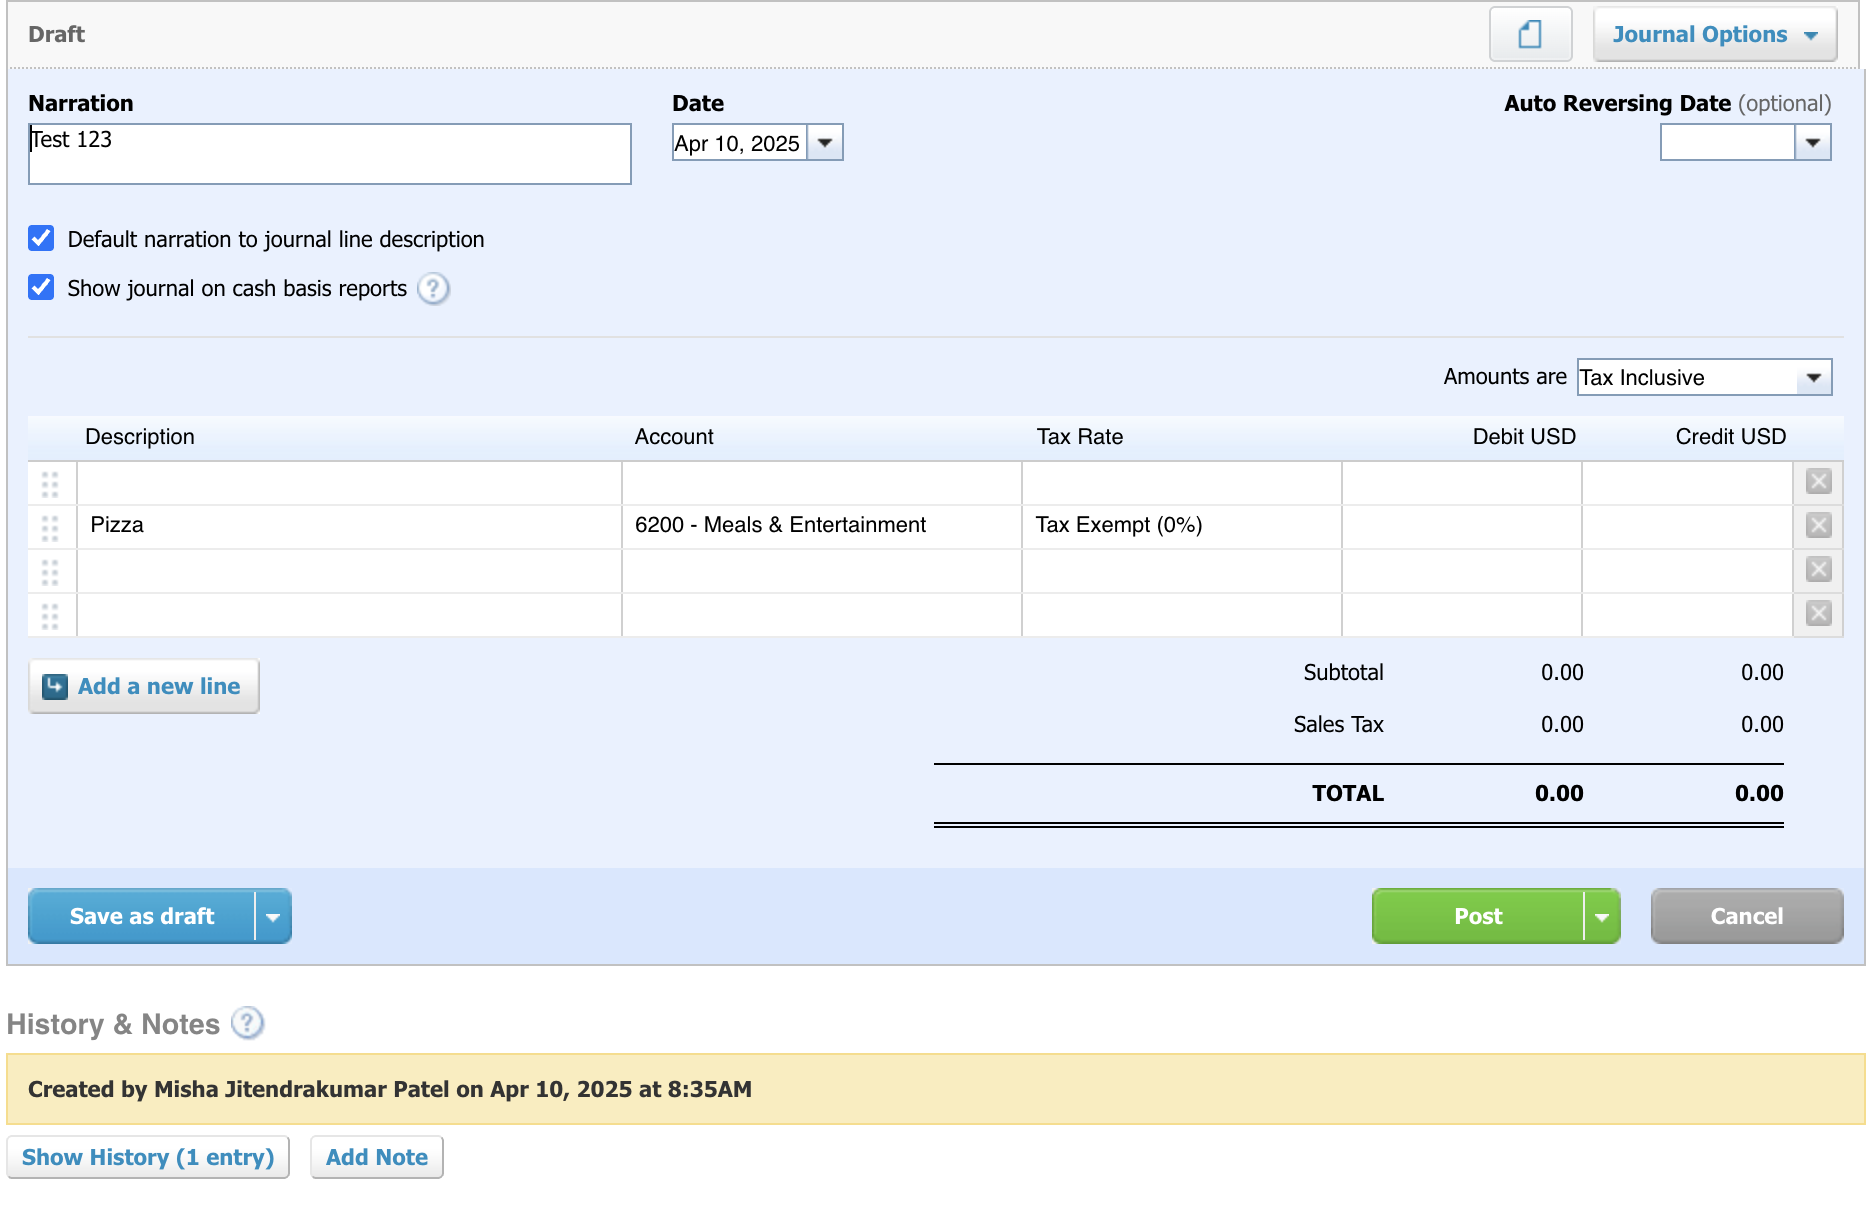 Draft
Journal Options
Narration
Date
Auto Reversing Date (optional)
Test 123
Apr 10, 2025
Default narration to journal line description
Show journal on cash basis reports ?
Amounts are Tax Inclusive
Description Account Tax Rate Debit USD Credit USD
Pizza 6200 - Meals & Entertainment Tax Exempt (0%)
Add a new line
Subtotal 0.00 0.00
Sales Tax 0.00 0.00
TOTAL 0.00 0.00
Save as draft Post Cancel
History & Notes ?
Created by Misha Jitendrakumar Patel on Apr 10, 2025 at 8:35AM
Show History (1 entry) Add Note